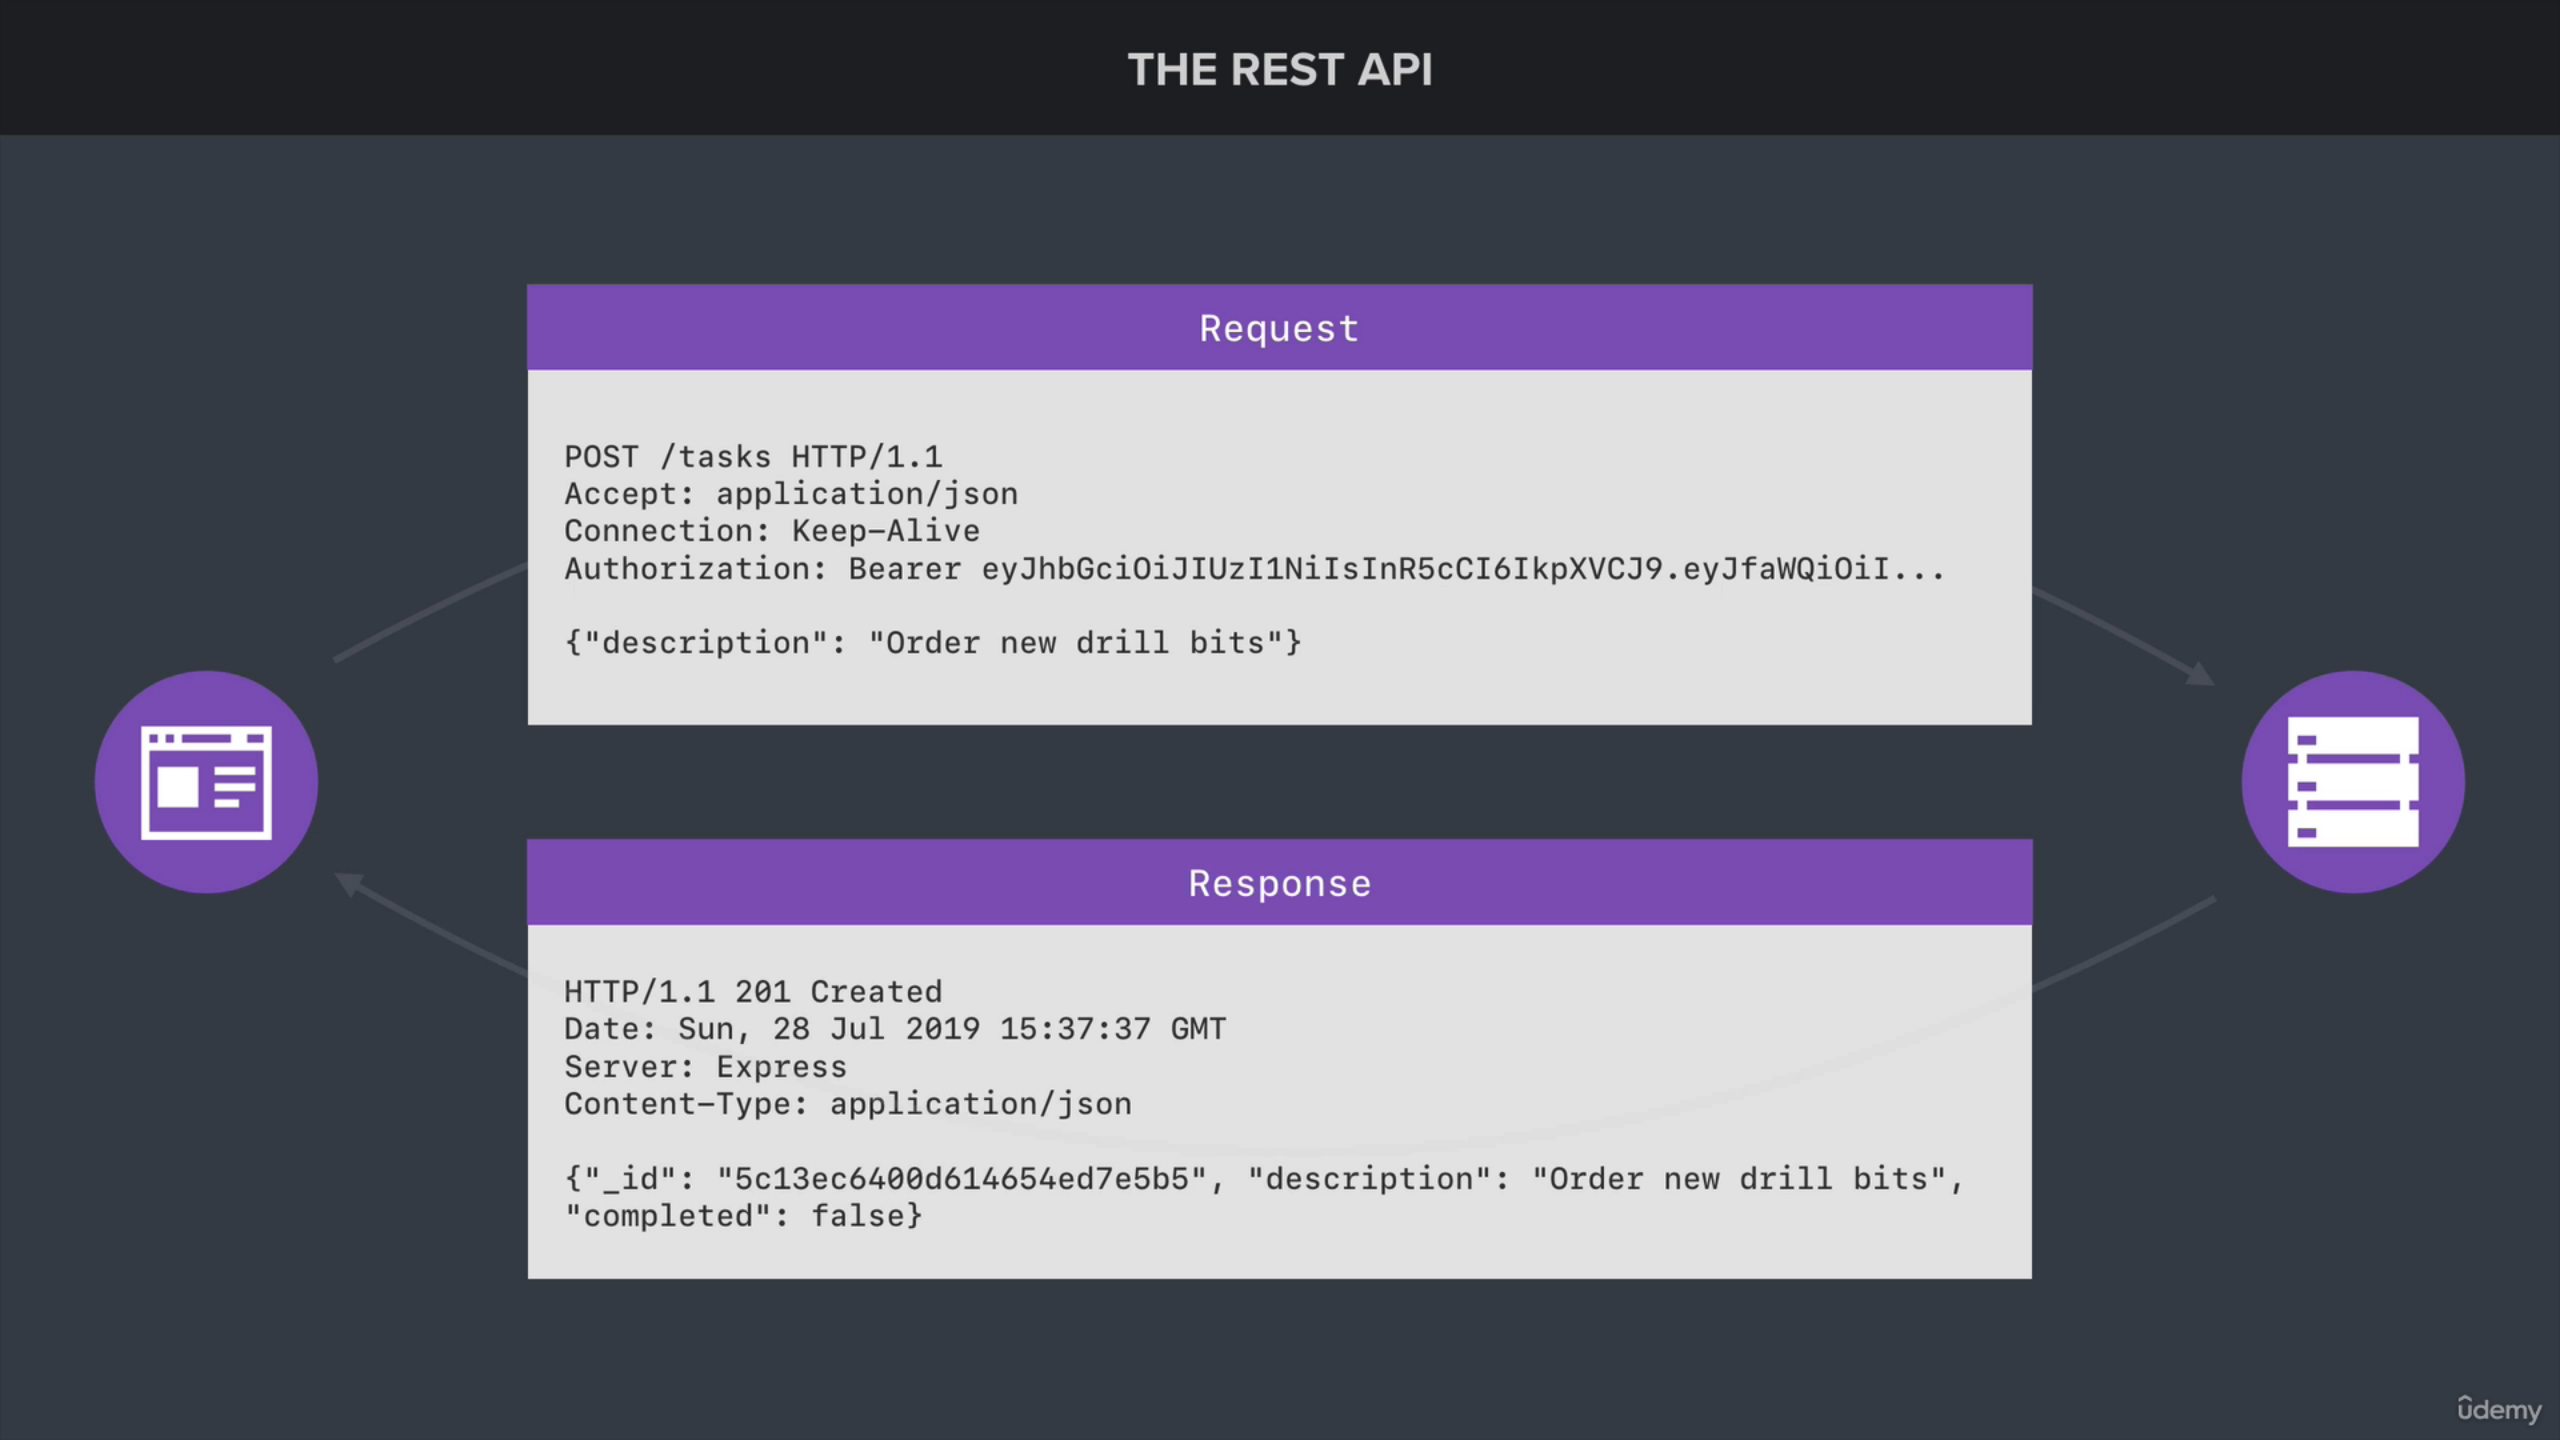 THE REST API
Request
POST /tasks HTTP/1.1
Accept: application/json
Connection: Keep-Alive
Authorization: Bearer eyJhbGciOiJIUzI1NiIsInR5cCI6IkpXVCJ9.eyJfaWQiOiI...
{"description": "Order new drill bits"}
Response
HTTP/1.1 201 Created
Date: Sun, 28 Jul 2019 15:37:37 GMT
Server: Express
Content-Type: application/json
{"_id": "5c13ec6400d614654ed7e5b5", "description": "Order new drill bits",
"completed": false}
ûdemy